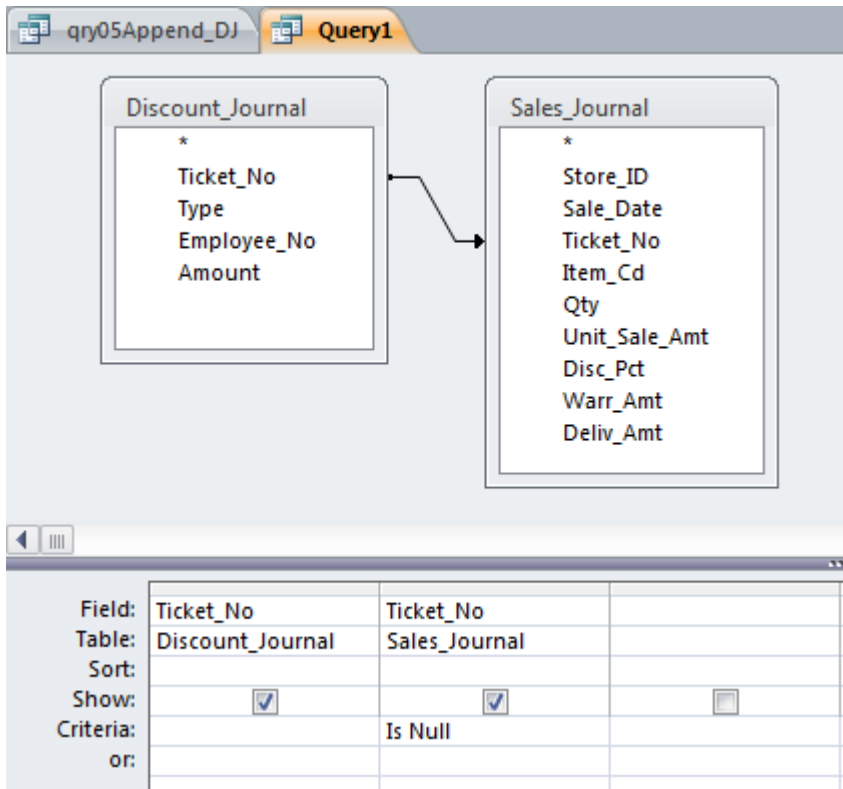 qry05Append_DJ Query1
Discount_Journal
*
Ticket_No
Type
Employee_No
Amount
Sales_Journal
*
Store_ID
Sale_Date
Ticket_No
Item_Cd
Qty
Unit_Sale_Amt
Disc_Pct
Warr_Amt
Deliv_Amt
Field: Ticket_No Ticket_No
Table: Discount_Journal Sales_Journal
Sort:
Show:
Criteria: Is Null
or: